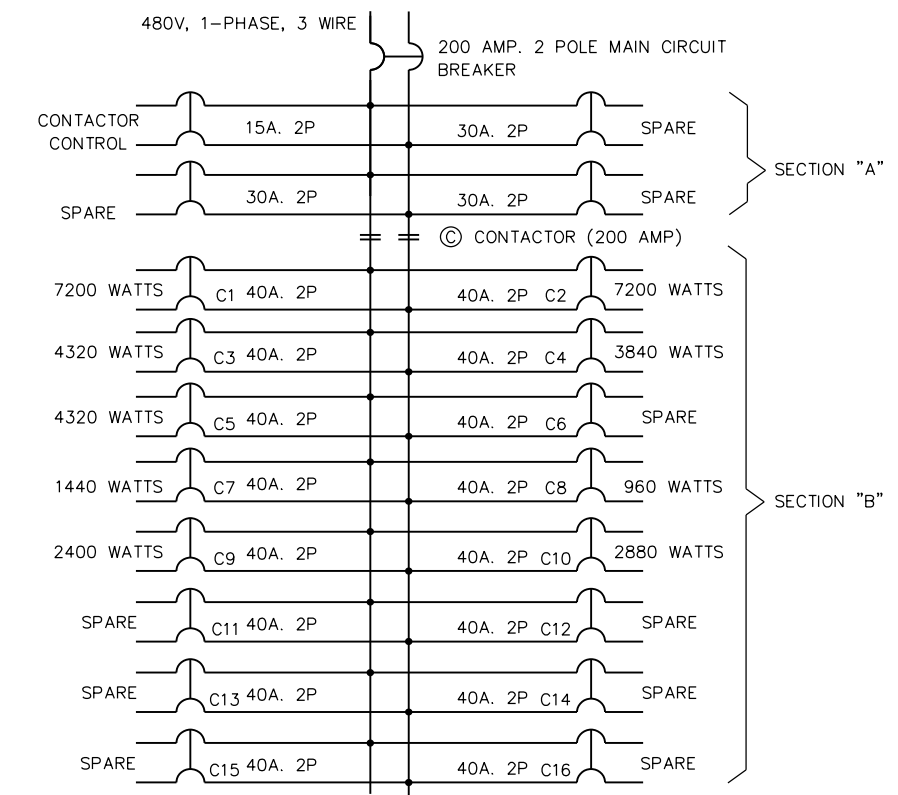 480V, 1-PHASE, 3 WIRE
200 AMP. 2 POLE MAIN CIRCUIT
BREAKER
CONTACTOR
CONTROL
15A. 2P
30A. 2P
SPARE
SPARE
30A. 2P
30A. 2P
SPARE
SECTION "A"
C CONTACTOR (200 AMP)
7200 WATTS
C1 40A. 2P
40A. 2P C2
7200 WATTS
4320 WATTS
C3 40A. 2P
40A. 2P C4
3840 WATTS
4320 WATTS
C5 40A. 2P
40A. 2P C6
SPARE
1440 WATTS
C7 40A. 2P
40A. 2P C8
960 WATTS
SECTION "B"
2400 WATTS
C9 40A. 2P
40A. 2P C10
2880 WATTS
SPARE
C11 40A. 2P
40A. 2P C12
SPARE
SPARE
C13 40A. 2P
40A. 2P C14
SPARE
SPARE
C15 40A. 2P
40A. 2P C16
SPARE